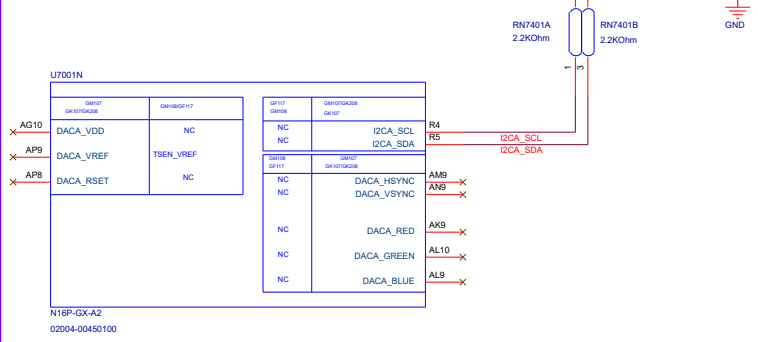 RN7401A
2.2KOhm
RN7401B
2.2KOhm
GND
1
3
U7001N
GM107
GK107/GK208
GM108/GF117
GF117
GM108
GM107/GK208
GK107
AG10
DACA_VDD
NC
NC
I2CA_SCL
R4
I2CA_SCL
NC
I2CA_SDA
R5
I2CA_SDA
AP9
DACA_VREF
TSEN_VREF
GM108
GF117
GM107
GK107/GK208
AP8
DACA_RSET
NC
NC
DACA_HSYNC
AM9
NC
DACA_VSYNC
AN9
NC
DACA_RED
AK9
NC
DACA_GREEN
AL10
NC
DACA_BLUE
AL9
N16P-GX-A2
02004-00450100